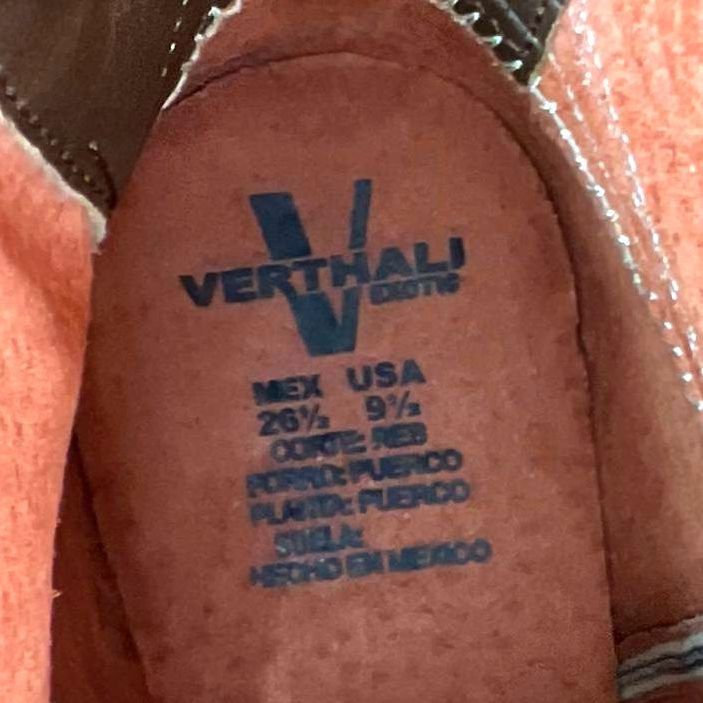 V
VERTHALI
EXOTIC
MEX USA
26½ 9½
CORTE: RES
FORRO: PUERCO
PLANTA: PUERCO
SUELA:
HECHO EN MEXICO